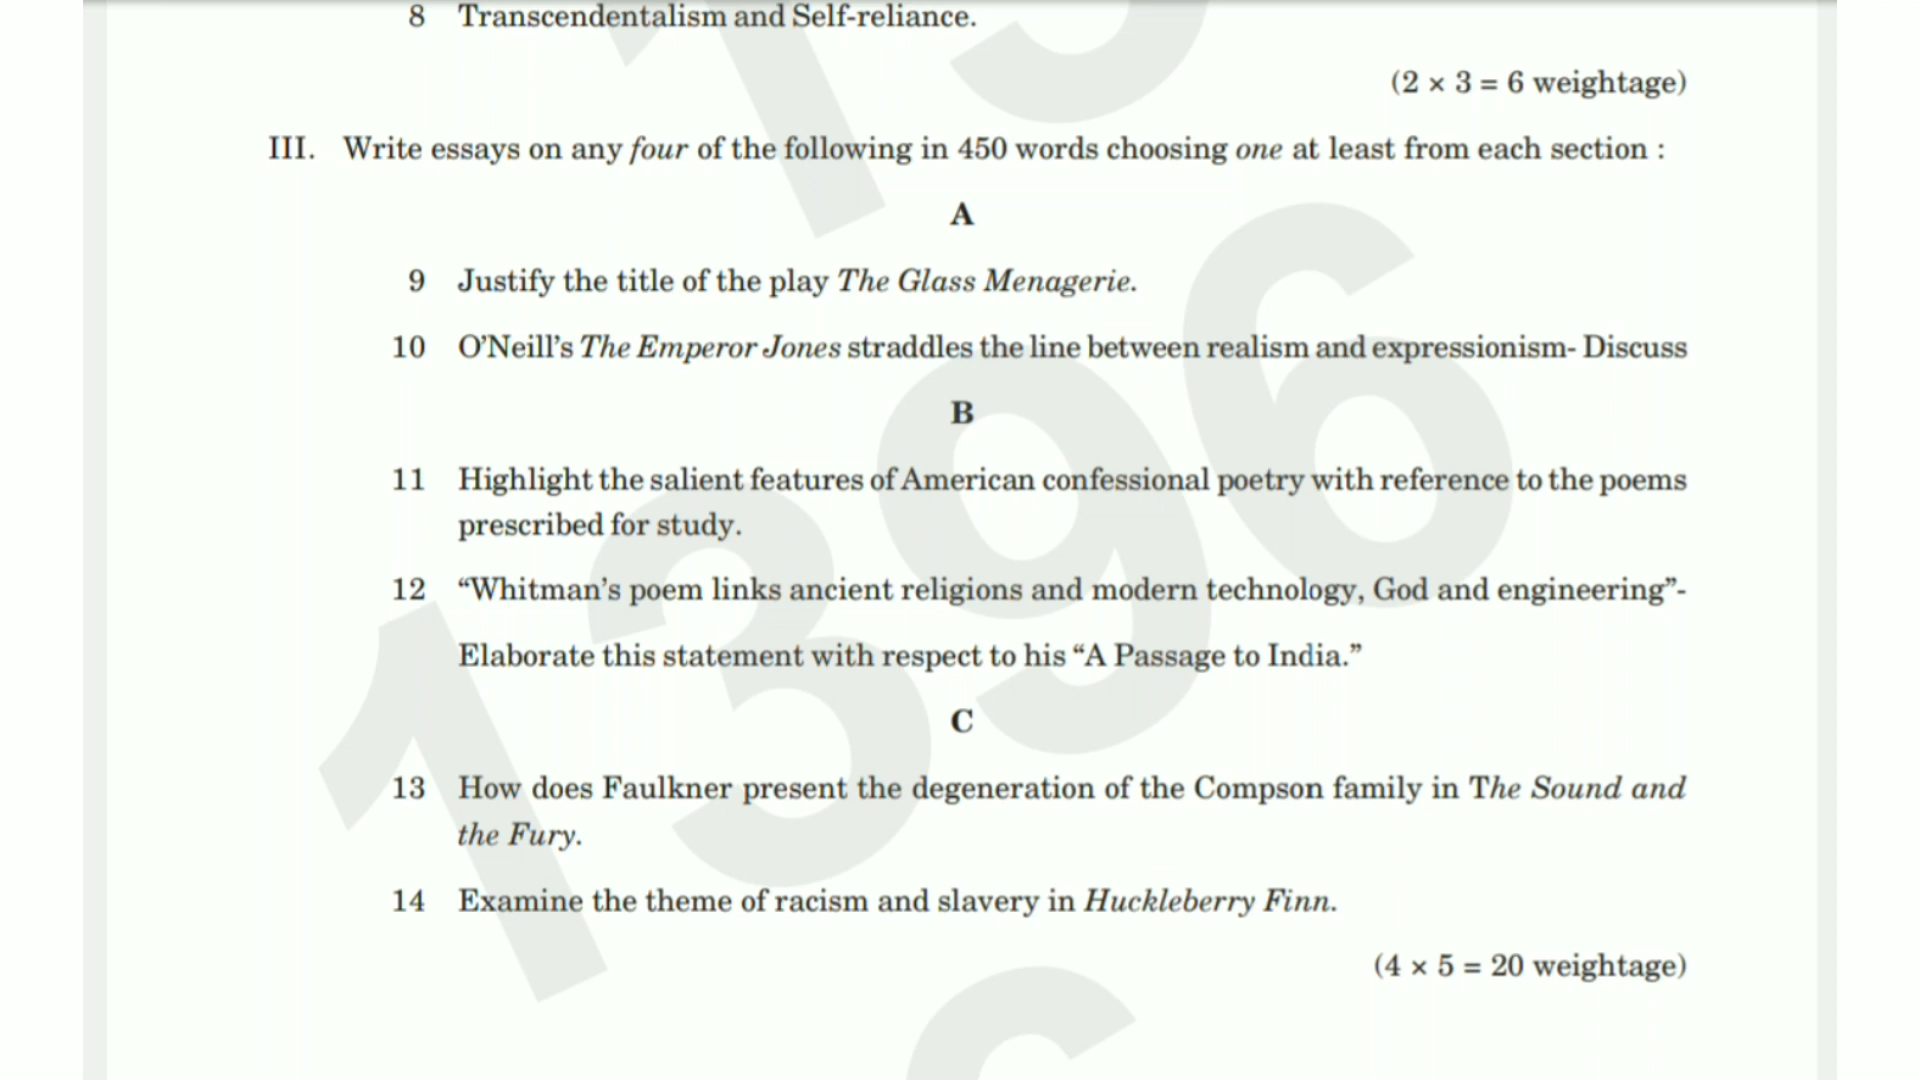 8 Transcendentalism and Self-reliance.
(2 × 3 = 6 weightage)
III. Write essays on any four of the following in 450 words choosing one at least from each section :
A
9 Justify the title of the play The Glass Menagerie.
10 O’Neill’s The Emperor Jones straddles the line between realism and expressionism- Discuss
B
11 Highlight the salient features of American confessional poetry with reference to the poems
prescribed for study.
12 “Whitman’s poem links ancient religions and modern technology, God and engineering”-
Elaborate this statement with respect to his “A Passage to India.”
C
13 How does Faulkner present the degeneration of the Compson family in The Sound and
the Fury.
14 Examine the theme of racism and slavery in Huckleberry Finn.
(4 × 5 = 20 weightage)
1396